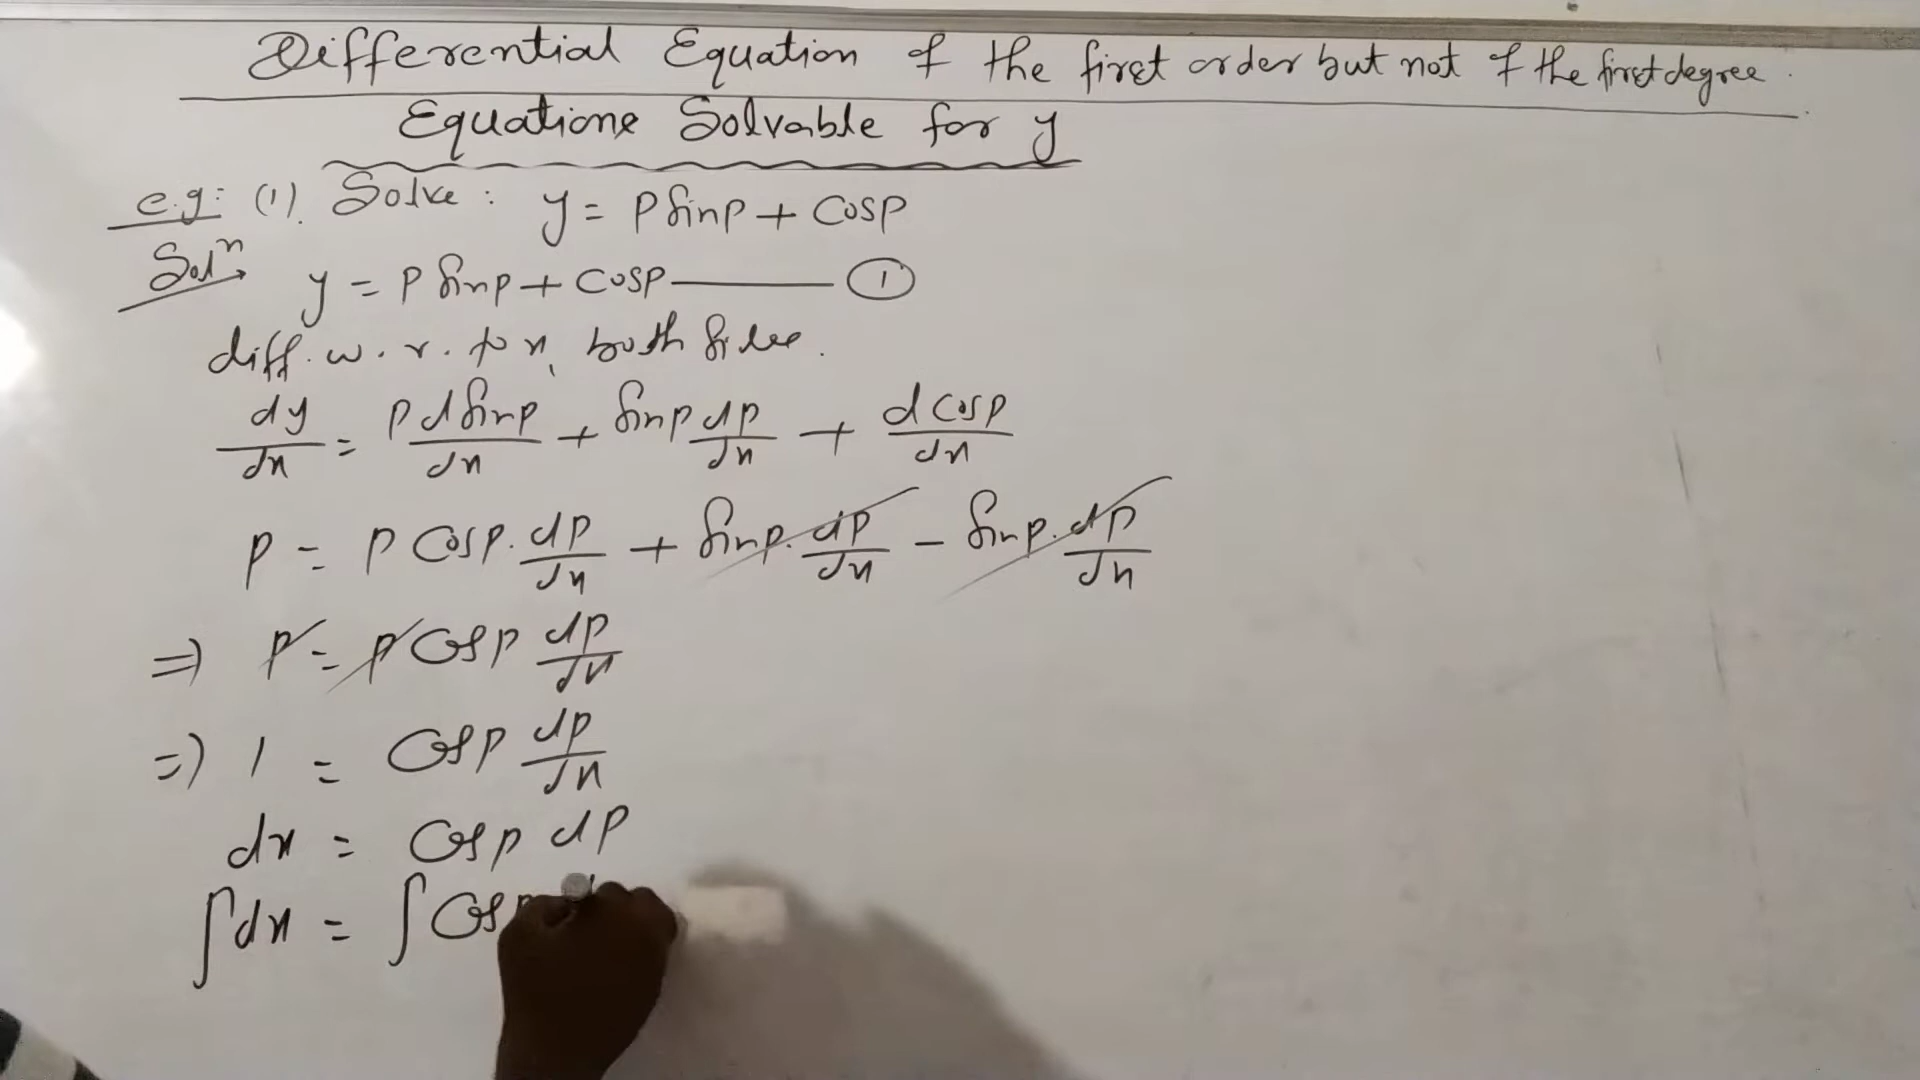 Differential Equation of the first order but not of the first degree.
Equations Solvable for y
e.g: (1). Solve: y = p sinp + cosp
Solⁿ
y = p sinp + cosp ——— ①
diff. w. r. to x, both sides.
dy/dx = p d sinp/dx + sinp dp/dx + d cosp/dx
p = p cosp. dp/dx + sinp. dp/dx - sinp. dp/dx
⇒ p = p cosp dp/dx
⇒ 1 = cosp dp/dx
dx = cosp dp
∫dx = ∫cosp